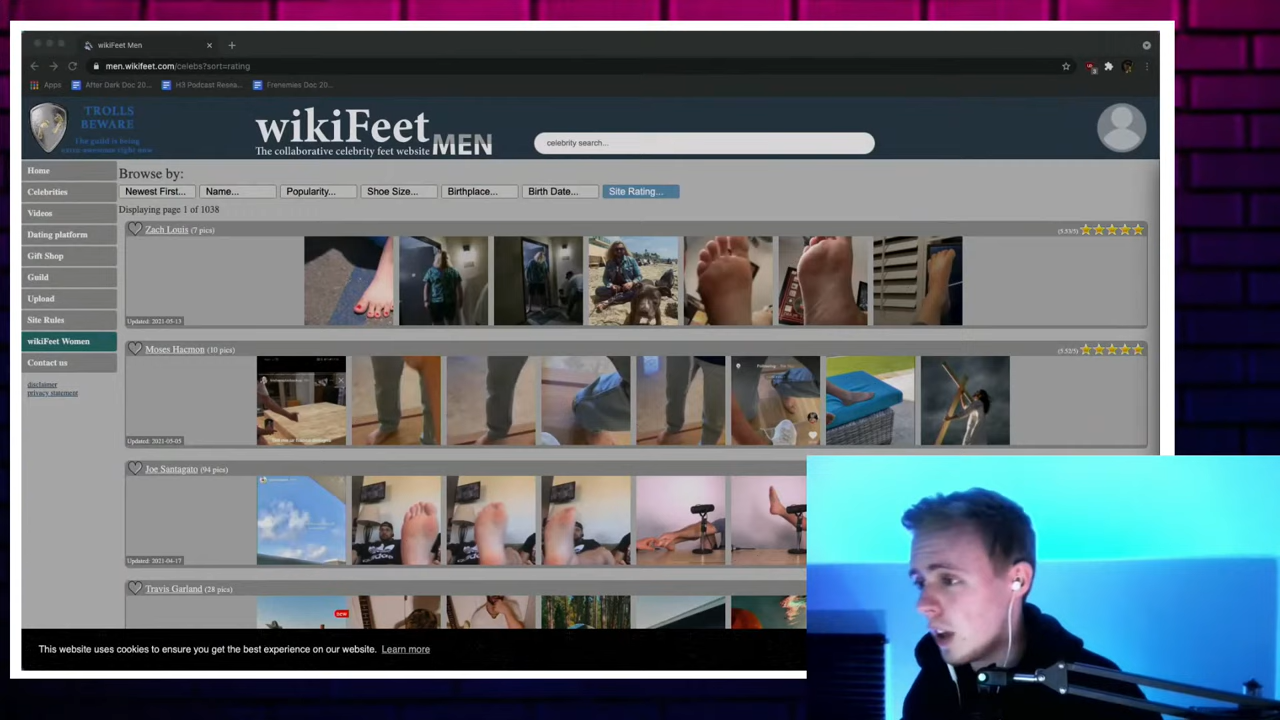 wikiFeet Men
men.wikifeet.com/celebs?sort=rating
Apps
After Dark Doc 20...
H3 Podcast Resea...
Frenemies Doc 20...
TROLLS
BEWARE
wikiFeet MEN
The collaborative celebrity feet website
celebrity search...
Home
Celebrities
Videos
Dating platform
Gift Shop
Guild
Upload
Site Rules
wikiFeet Women
Contact us
disclaimer
privacy statement
Browse by:
Newest First...
Name...
Popularity...
Shoe Size...
Birthplace...
Birth Date...
Site Rating...
Displaying page 1 of 1038
Zach Louis (7 pics)
Updated: 2021-05-13
Moses Hacmon (10 pics)
Updated: 2021-05-05
Joe Santagato (94 pics)
Updated: 2021-04-17
Travis Garland (28 pics)
new
This website uses cookies to ensure you get the best experience on our website. Learn more